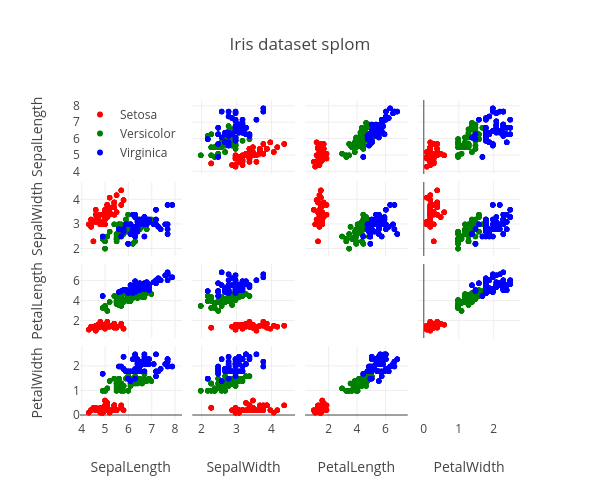 Iris dataset splom
Setosa
Versicolor
Virginica
SepalLength
8
7
6
5
4
SepalWidth
4
3
2
PetalLength
6
4
2
PetalWidth
2
1
0
4 5 6 7 8 2 3 4 2 4 6 0 1 2
SepalLength SepalWidth PetalLength PetalWidth